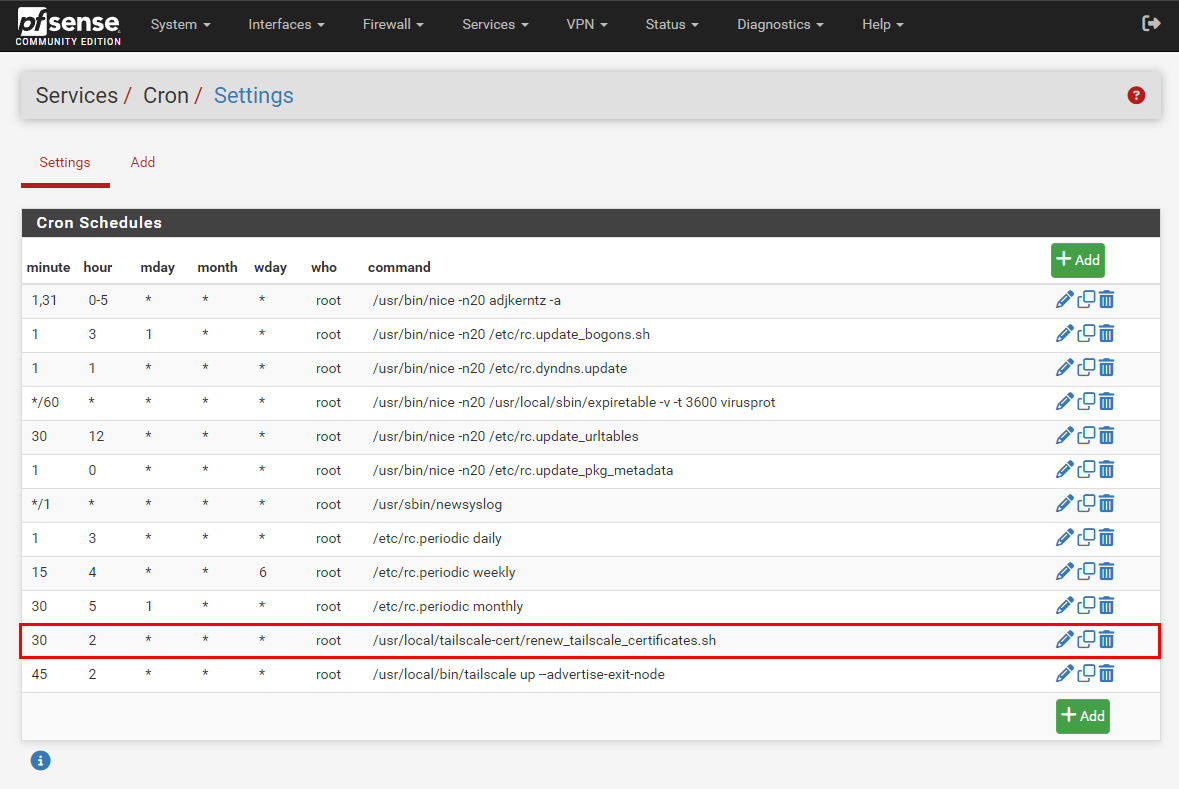 pfsense System Interfaces Firewall Services VPN Status Diagnostics Help
COMMUNITY EDITION
Services / Cron / Settings ?
Settings Add
Cron Schedules
minute hour mday month wday who command + Add
1,31 0-5 * * * root /usr/bin/nice -n20 adjkerntz -a
1 3 1 * * root /usr/bin/nice -n20 /etc/rc.update_bogons.sh
1 1 * * * root /usr/bin/nice -n20 /etc/rc.dyndns.update
*/60 * * * * root /usr/bin/nice -n20 /usr/local/sbin/expiretable -v -t 3600 virusprot
30 12 * * * root /usr/bin/nice -n20 /etc/rc.update_urltables
1 0 * * * root /usr/bin/nice -n20 /etc/rc.update_pkg_metadata
*/1 * * * * root /usr/sbin/newsyslog
1 3 * * * root /etc/rc.periodic daily
15 4 * * 6 root /etc/rc.periodic weekly
30 5 1 * * root /etc/rc.periodic monthly
30 2 * * * root /usr/local/tailscale-cert/renew_tailscale_certificates.sh
45 2 * * * root /usr/local/bin/tailscale up --advertise-exit-node
+ Add
i